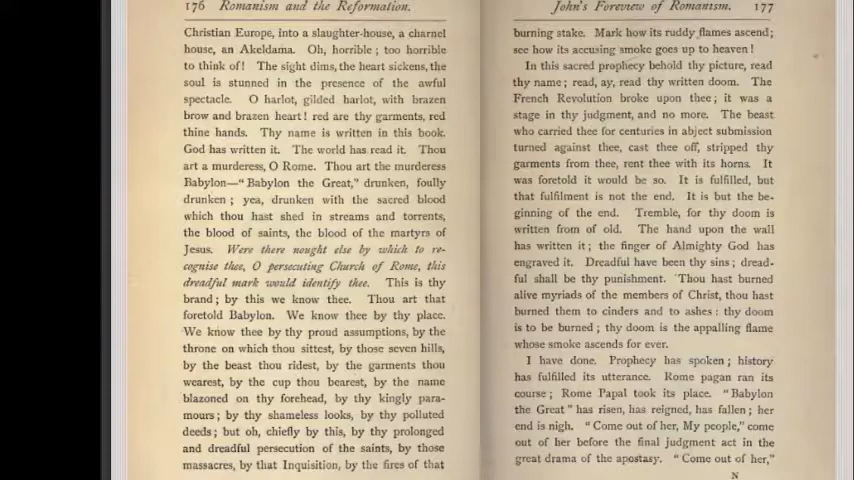 176 Romanism and the Reformation.
Christian Europe, into a slaughter-house, a charnel
house, an Akeldama. Oh, horrible ; too horrible
to think of! The sight dims, the heart sickens, the
soul is stunned in the presence of the awful
spectacle. O harlot, gilded harlot, with brazen
brow and brazen heart! red are thy garments, red
thine hands. Thy name is written in this book.
God has written it. The world has read it. Thou
art a murderess, O Rome. Thou art the murderess
Babylon—“Babylon the Great,” drunken, foully
drunken ; yea, drunken with the sacred blood
which thou hast shed in streams and torrents,
the blood of saints, the blood of the martyrs of
Jesus. Were there nought else by which to re-
cognise thee, O persecuting Church of Rome, this
dreadful mark would identify thee. This is thy
brand ; by this we know thee. Thou art that
foretold Babylon. We know thee by thy place.
We know thee by thy proud assumptions, by the
throne on which thou sittest, by those seven hills,
by the beast thou ridest, by the garments thou
wearest, by the cup thou bearest, by the name
blazoned on thy forehead, by thy kingly para-
mours ; by thy shameless looks, by thy polluted
deeds ; but oh, chiefly by this, by thy prolonged
and dreadful persecution of the saints, by those
massacres, by that Inquisition, by the fires of that
John's Foreview of Romanism. 177
burning stake. Mark how its ruddy flames ascend;
see how its accusing smoke goes up to heaven!
In this sacred prophecy behold thy picture, read
thy name ; read, ay, read thy written doom. The
French Revolution broke upon thee ; it was a
stage in thy judgment, and no more. The beast
who carried thee for centuries in abject submission
turned against thee, cast thee off, stripped thy
garments from thee, rent thee with its horns. It
was foretold it would be so. It is fulfilled, but
that fulfilment is not the end. It is but the be-
ginning of the end. Tremble, for thy doom is
written from of old. The hand upon the wall
has written it ; the finger of Almighty God has
engraved it. Dreadful have been thy sins ; dread-
ful shall be thy punishment. Thou hast burned
alive myriads of the members of Christ, thou hast
burned them to cinders and to ashes : thy doom
is to be burned ; thy doom is the appalling flame
whose smoke ascends for ever.
I have done. Prophecy has spoken ; history
has fulfilled its utterance. Rome pagan ran its
course ; Rome Papal took its place. “Babylon
the Great” has risen, has reigned, has fallen ; her
end is nigh. “Come out of her, My people,” come
out of her before the final judgment act in the
great drama of the apostasy. “Come out of her,”
N